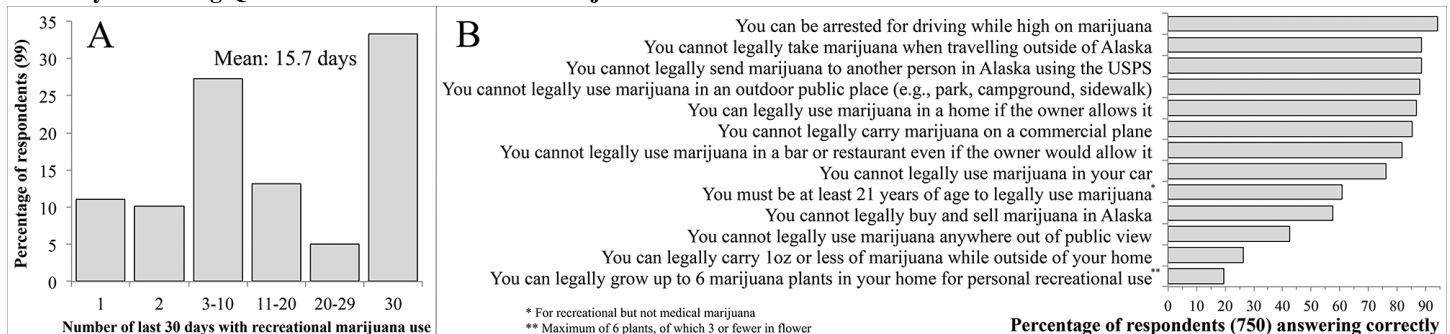 35
30
25
20
15
10
5
0
Percentage of respondents (99)
A
Mean: 15.7 days
1 2 3-10 11-20 20-29 30
Number of last 30 days with recreational marijuana use
B
You can be arrested for driving while high on marijuana
You cannot legally take marijuana when travelling outside of Alaska
You cannot legally send marijuana to another person in Alaska using the USPS
You cannot legally use marijuana in an outdoor public place (e.g., park, campground, sidewalk)
You can legally use marijuana in a home if the owner allows it
You cannot legally carry marijuana on a commercial plane
You cannot legally use marijuana in a bar or restaurant even if the owner would allow it
You cannot legally use marijuana in your car
You must be at least 21 years of age to legally use marijuana*
You cannot legally buy and sell marijuana in Alaska
You cannot legally use marijuana anywhere out of public view
You can legally carry 1oz or less of marijuana while outside of your home
You can legally grow up to 6 marijuana plants in your home for personal recreational use**
0 10 20 30 40 50 60 70 80 90
Percentage of respondents (750) answering correctly
* For recreational but not medical marijuana
** Maximum of 6 plants, of which 3 or fewer in flower